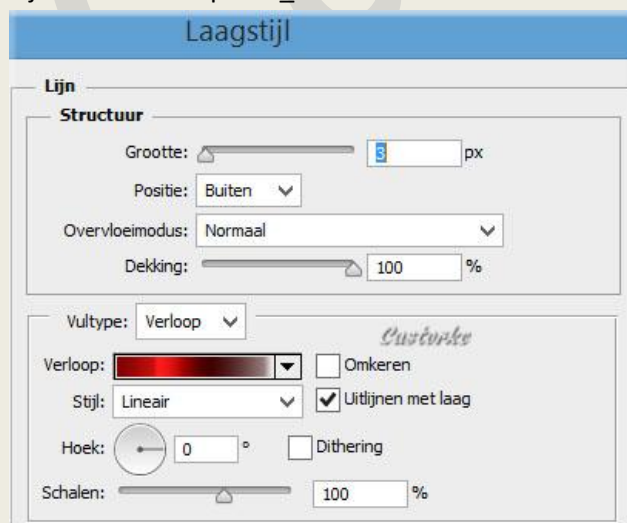 Laagstijl
Lijn
Structuur
Grootte: 3 px
Positie: Buiten
Overvloeimodus: Normaal
Dekking: 100 %
Vultype: Verloop
Verloop: Omkeren
Stijl: Lineair Uitlijnen met laag
Hoek: 0 ° Dithering
Schalen: 100 %